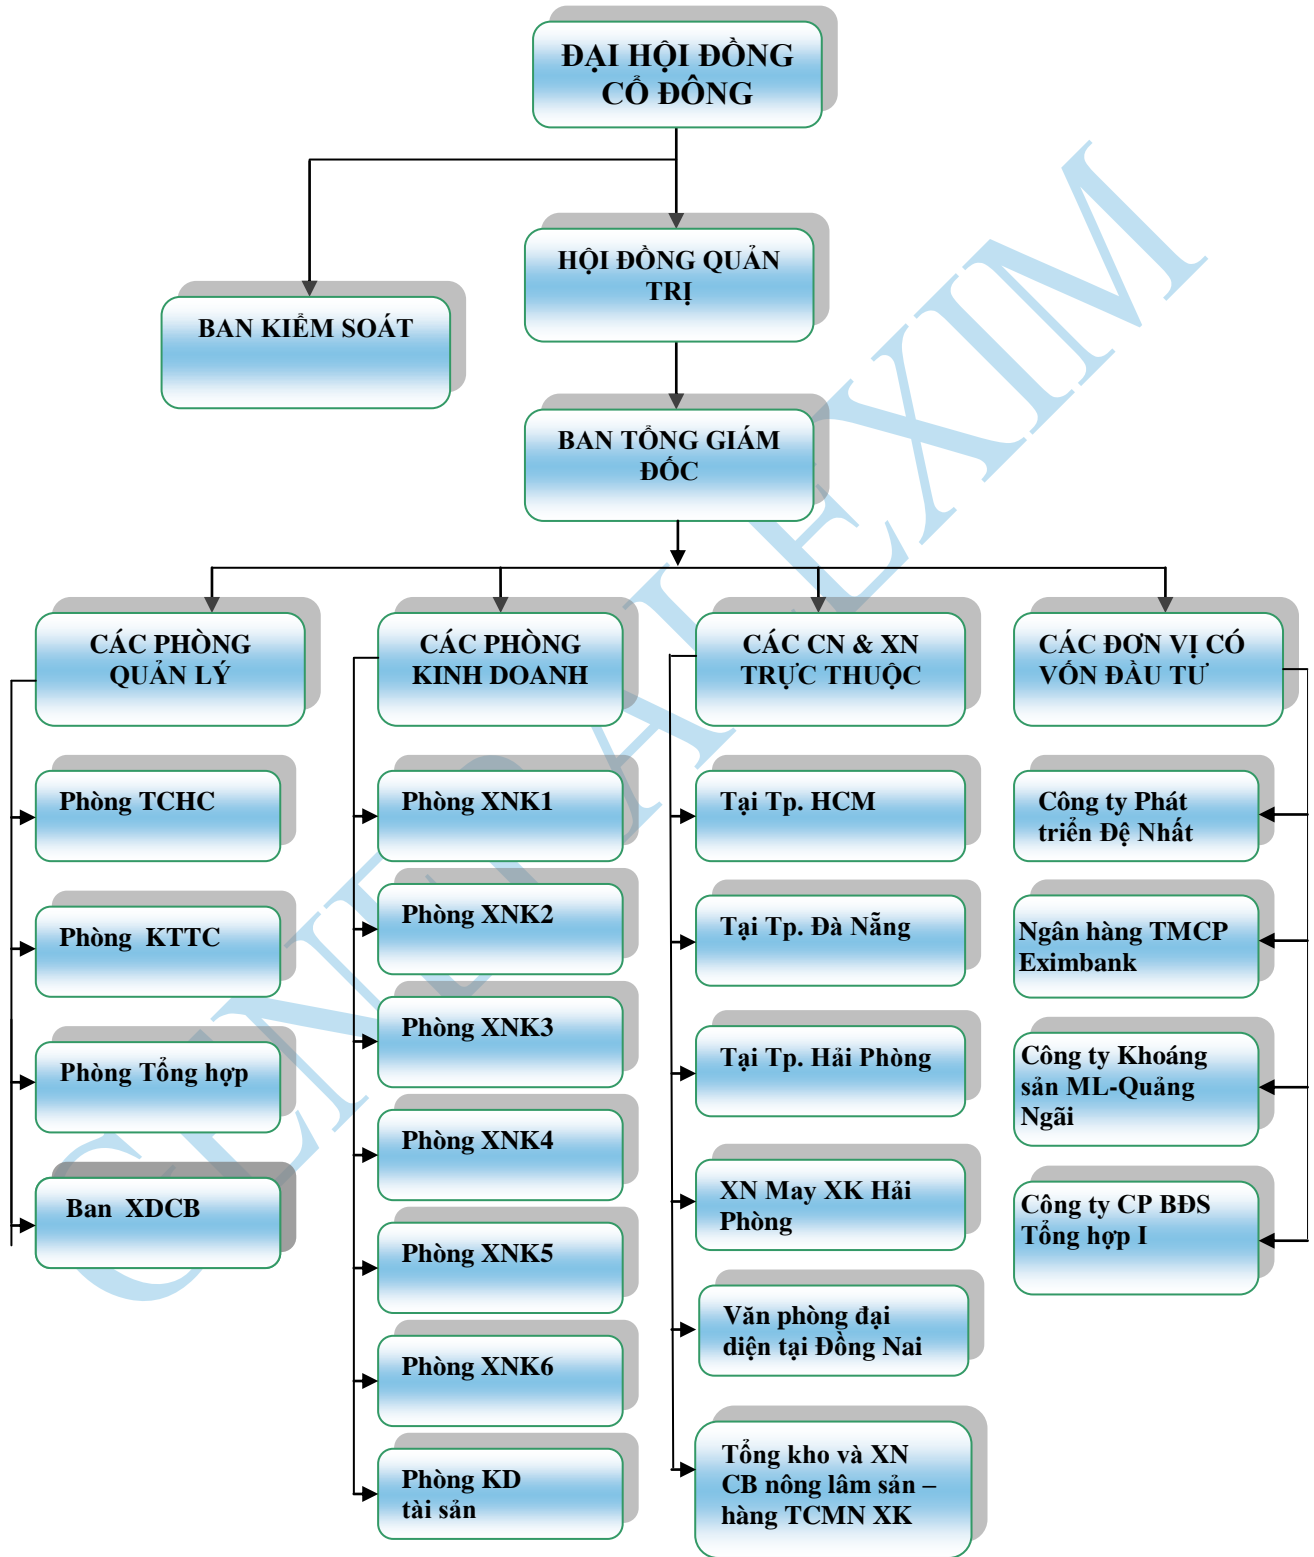 ĐẠI HỘI ĐỒNG
CỔ ĐÔNG
HỘI ĐỒNG QUẢN
TRỊ
BAN KIỂM SOÁT
BAN TỔNG GIÁM
ĐỐC
CÁC PHÒNG
QUẢN LÝ
Phòng TCHC
Phòng KTTC
Phòng Tổng hợp
Ban XDCB
CÁC PHÒNG
KINH DOANH
Phòng XNK1
Phòng XNK2
Phòng XNK3
Phòng XNK4
Phòng XNK5
Phòng XNK6
Phòng KD
tài sản
CÁC CN & XN
TRỰC THUỘC
Tại Tp. HCM
Tại Tp. Đà Nẵng
Tại Tp. Hải Phòng
XN May XK Hải
Phòng
Văn phòng đại
diện tại Đồng Nai
Tổng kho và XN
CB nông lâm sản –
hàng TCMN XK
CÁC ĐƠN VỊ CÓ
VỐN ĐẦU TƯ
Công ty Phát
triển Đệ Nhất
Ngân hàng TMCP
Eximbank
Công ty Khoáng
sản ML-Quảng
Ngãi
Công ty CP BĐS
Tổng hợp I
EXIM